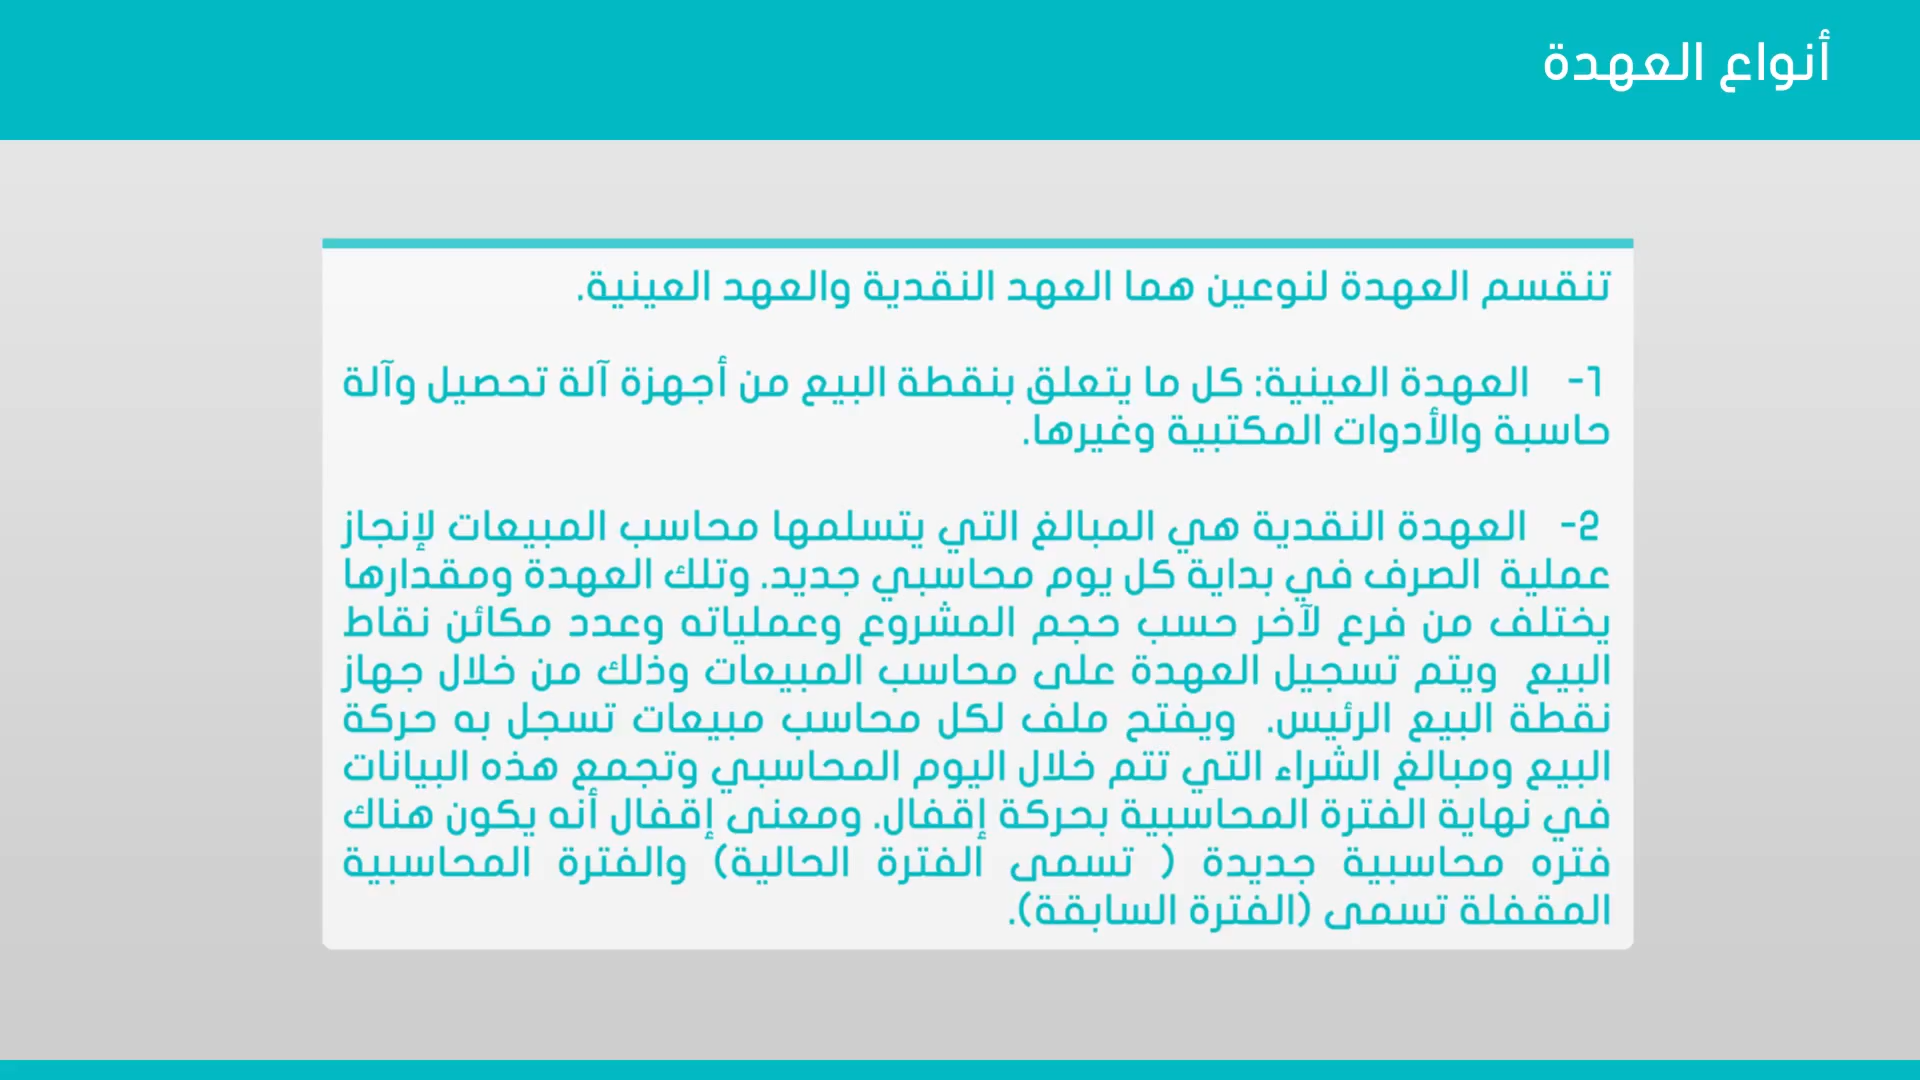 أنواع العهدة
تنقسم العهدة لنوعين هما العهد النقدية والعهد العينية.
1- العهدة العينية: كل ما يتعلق بنقطة البيع من أجهزة آلة تحصيل وآلة
حاسبة والأدوات المكتبية وغيرها.
2- العهدة النقدية هي المبالغ التي يتسلمها محاسب المبيعات لإنجاز
عملية الصرف في بداية كل يوم محاسبي جديد. وتلك العهدة ومقدارها
يختلف من فرع لآخر حسب حجم المشروع وعملياته وعدد مكائن نقاط
البيع ويتم تسجيل العهدة على محاسب المبيعات وذلك من خلال جهاز
نقطة البيع الرئيس. ويفتح ملف لكل محاسب مبيعات تسجل به حركة
البيع ومبالغ الشراء التي تتم خلال اليوم المحاسبي وتجمع هذه البيانات
في نهاية الفترة المحاسبية بحركة إقفال. ومعنى إقفال أنه يكون هناك
فتره محاسبية جديدة ( تسمى الفترة الحالية) والفترة المحاسبية
المقفلة تسمى (الفترة السابقة).